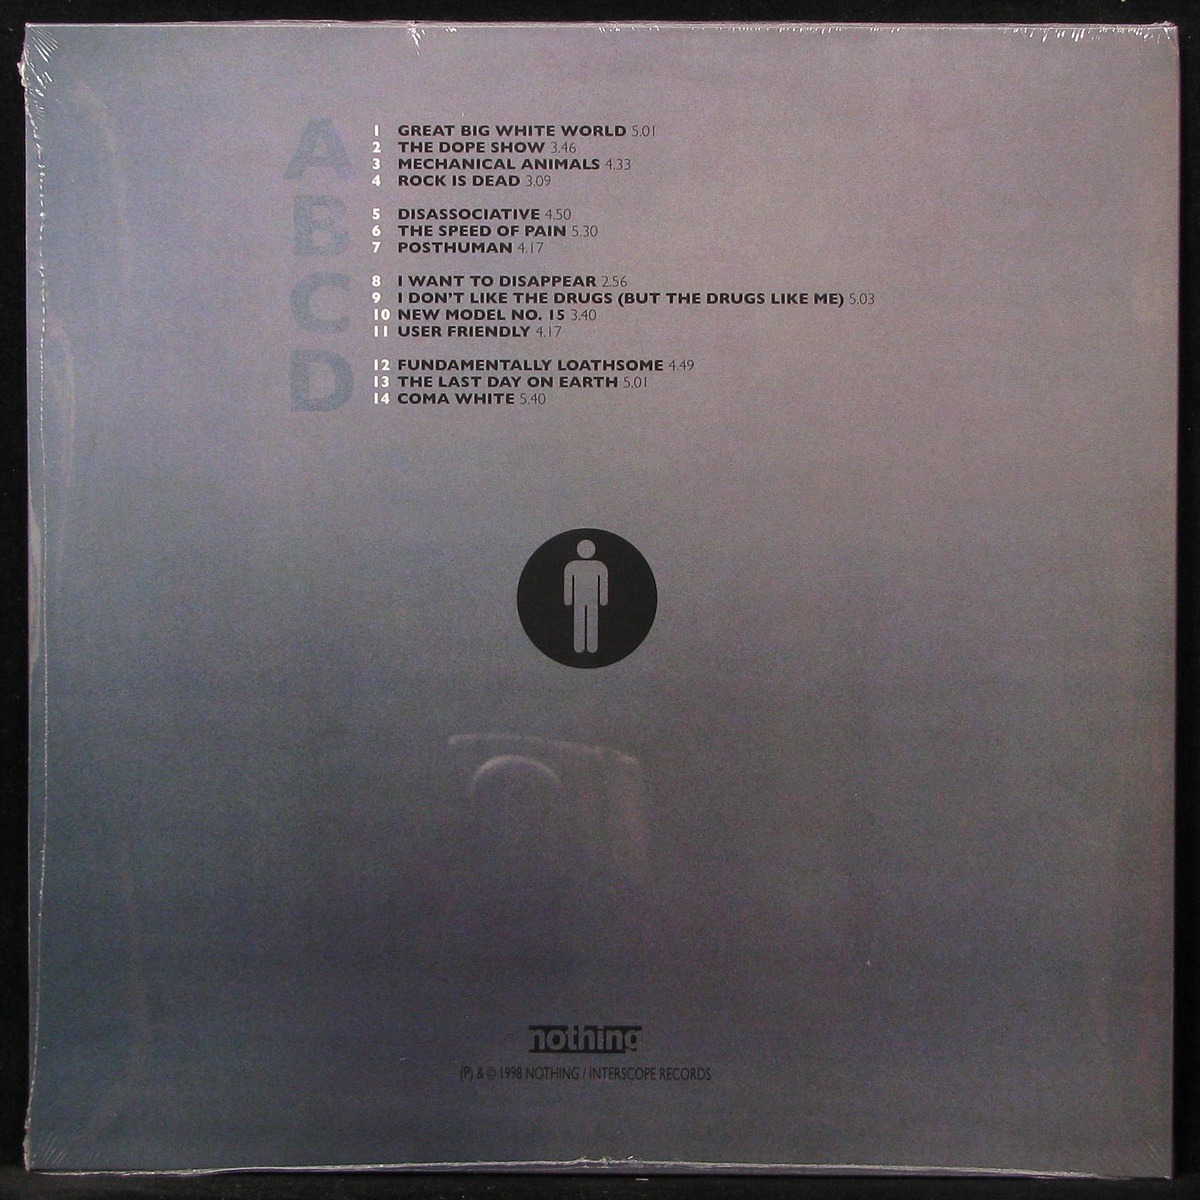 A
1 GREAT BIG WHITE WORLD 5.01
2 THE DOPE SHOW 3.46
3 MECHANICAL ANIMALS 4.33
4 ROCK IS DEAD 3.09
B
5 DISASSOCIATIVE 4.50
6 THE SPEED OF PAIN 5.30
7 POSTHUMAN 4.17
C
8 I WANT TO DISAPPEAR 2.56
9 I DON'T LIKE THE DRUGS (BUT THE DRUGS LIKE ME) 5.03
10 NEW MODEL NO. 15 3.40
11 USER FRIENDLY 4.17
D
12 FUNDAMENTALLY LOATHSOME 4.49
13 THE LAST DAY ON EARTH 5.01
14 COMA WHITE 5.40
nothing
(P) & © 1998 NOTHING / INTERSCOPE RECORDS